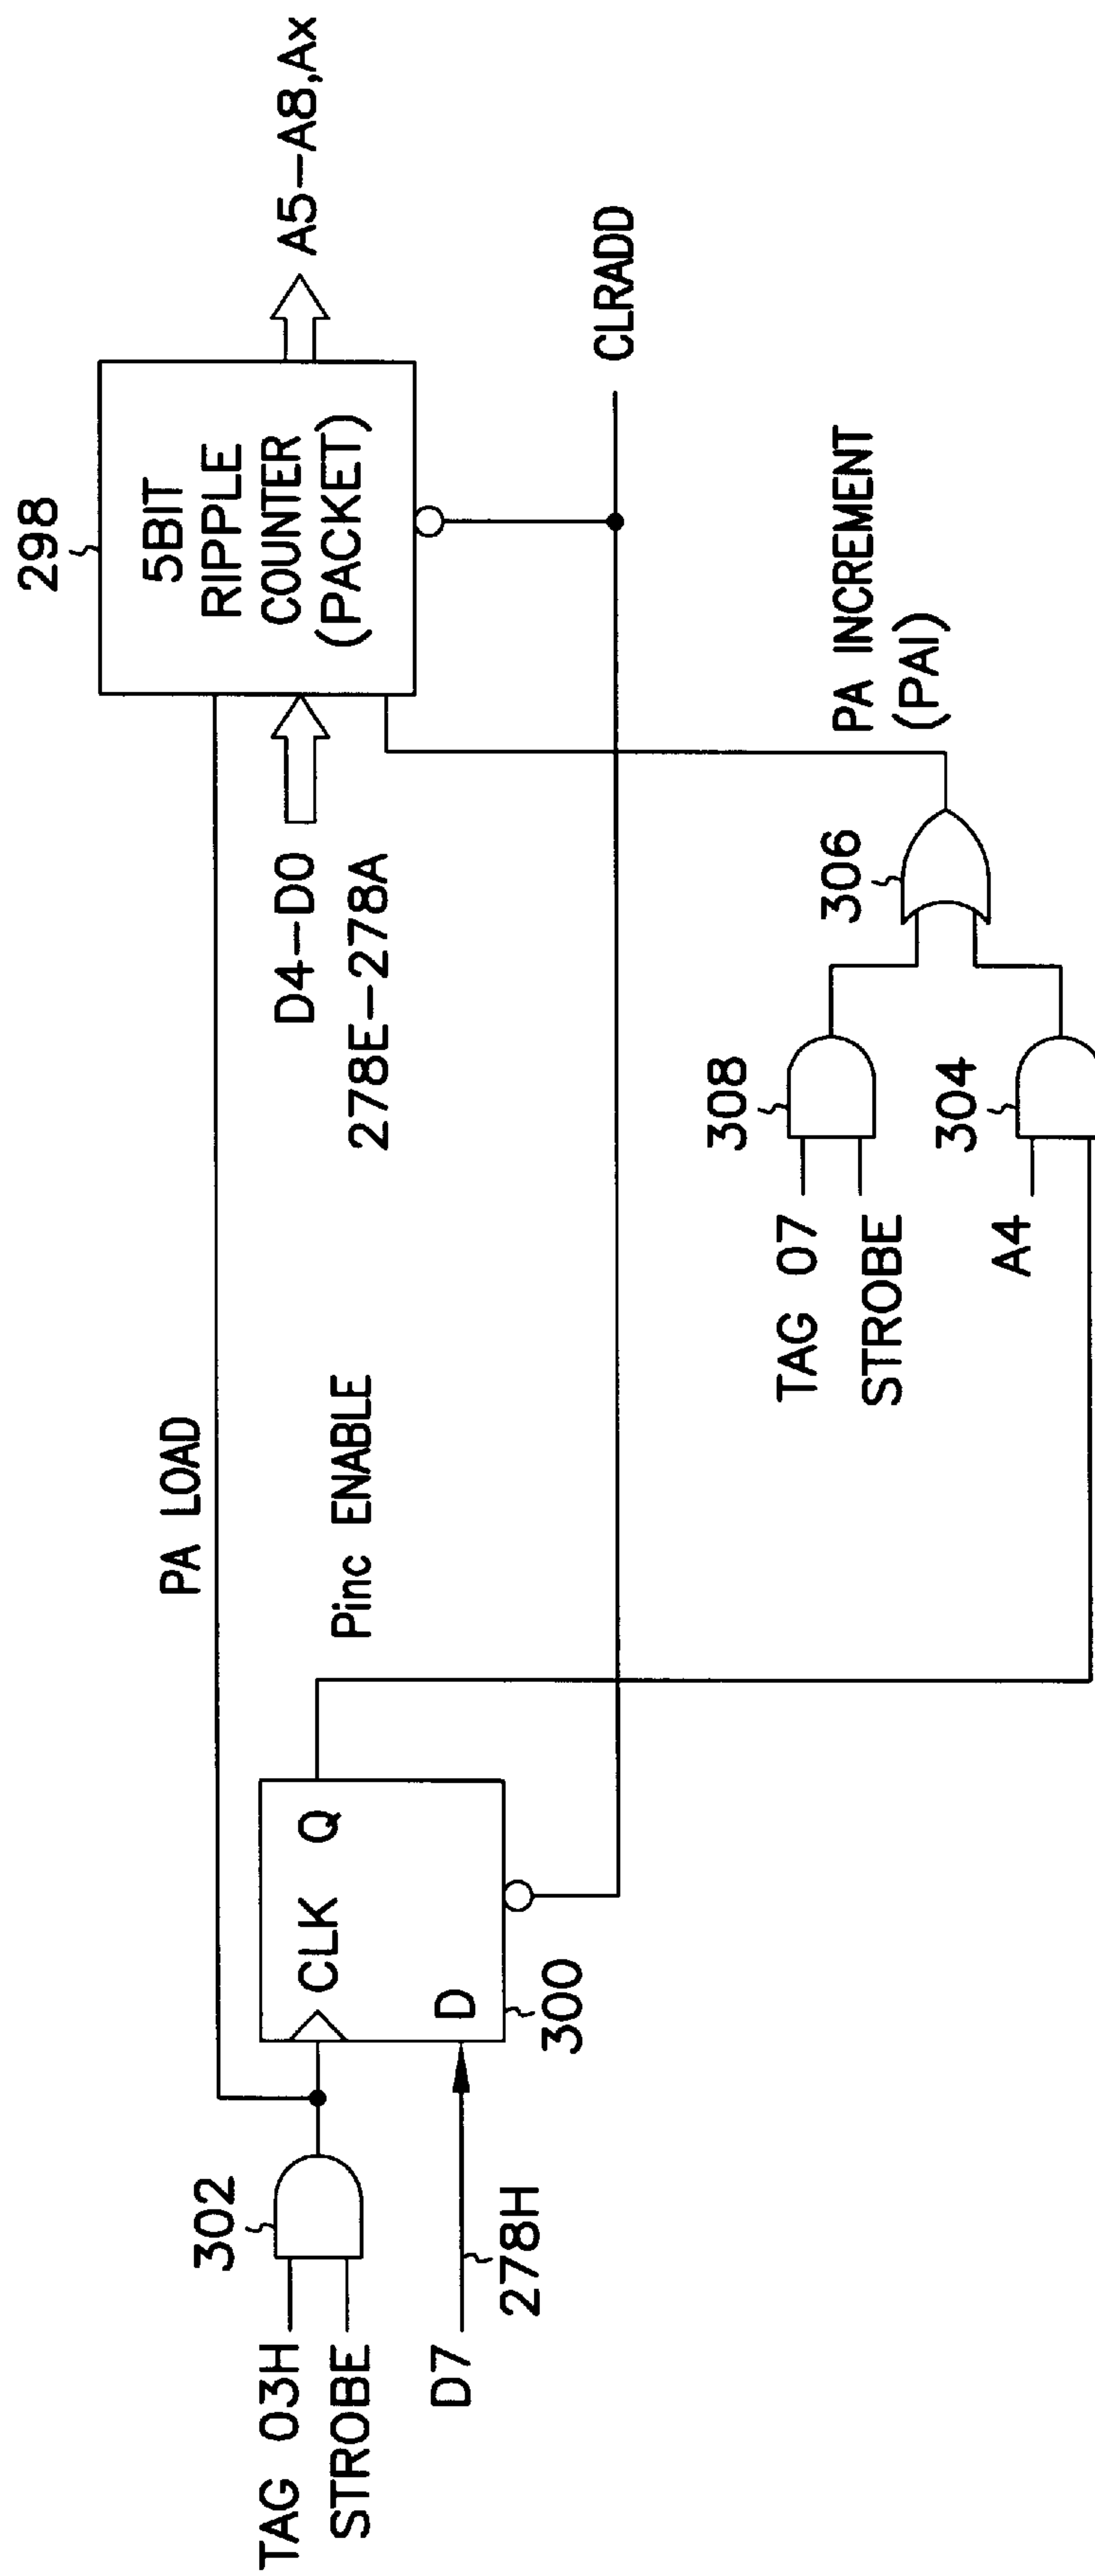 298
5BIT
RIPPLE
COUNTER
(PACKET)
A5-A8,Ax
PA LOAD
D4-D0
278E-278A
Pinc ENABLE
302
TAG 03H
STROBE
CLK Q
D
D7
278H
300
CLRADD
PA INCREMENT
(PAI)
306
308
TAG 07
STROBE
304
A4